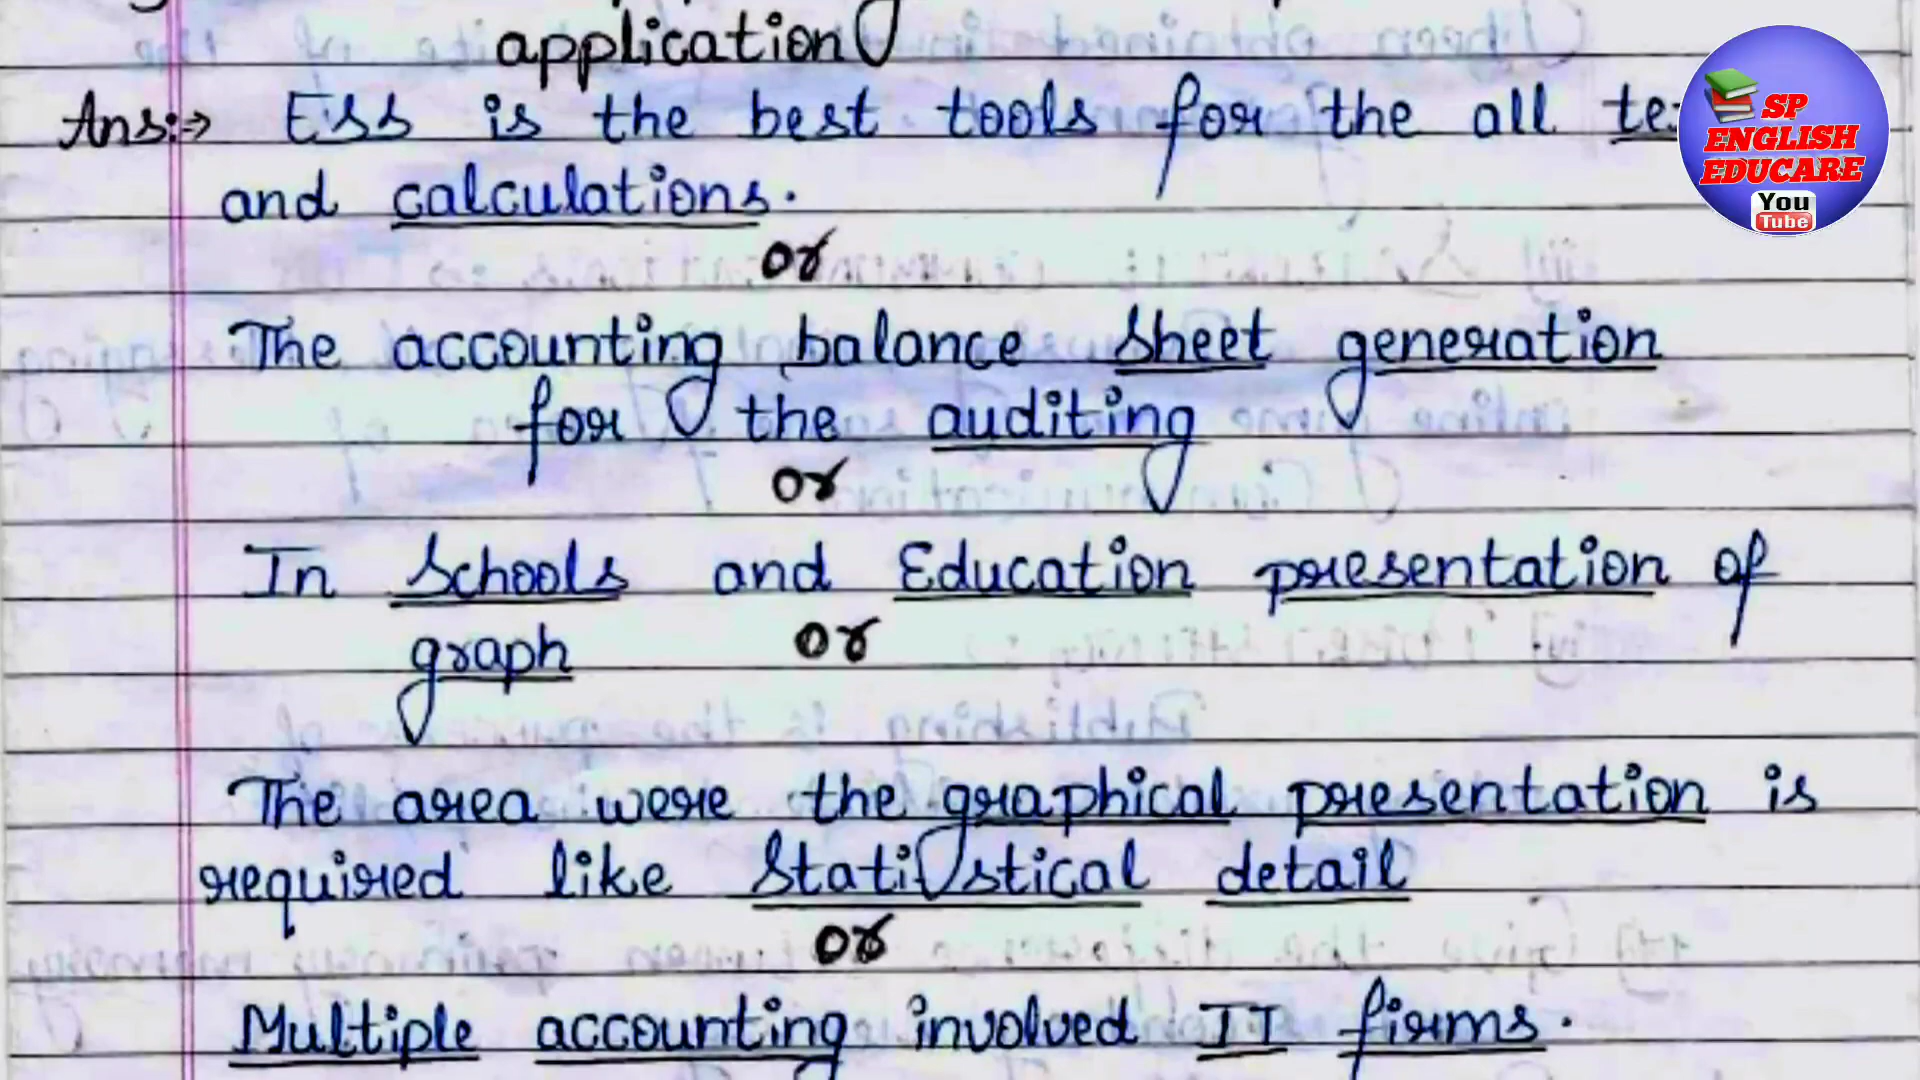 application
Ans:→ ESS is the best tools for the all
and calculations.
or
The accounting balance sheet generation
for the auditing
or
In Schools and Education presentation of
graph or
The area were the graphical presentation is
required like statistical detail
or
Multiple accounting involved IT firms.
SP
ENGLISH
EDUCARE
You
Tube